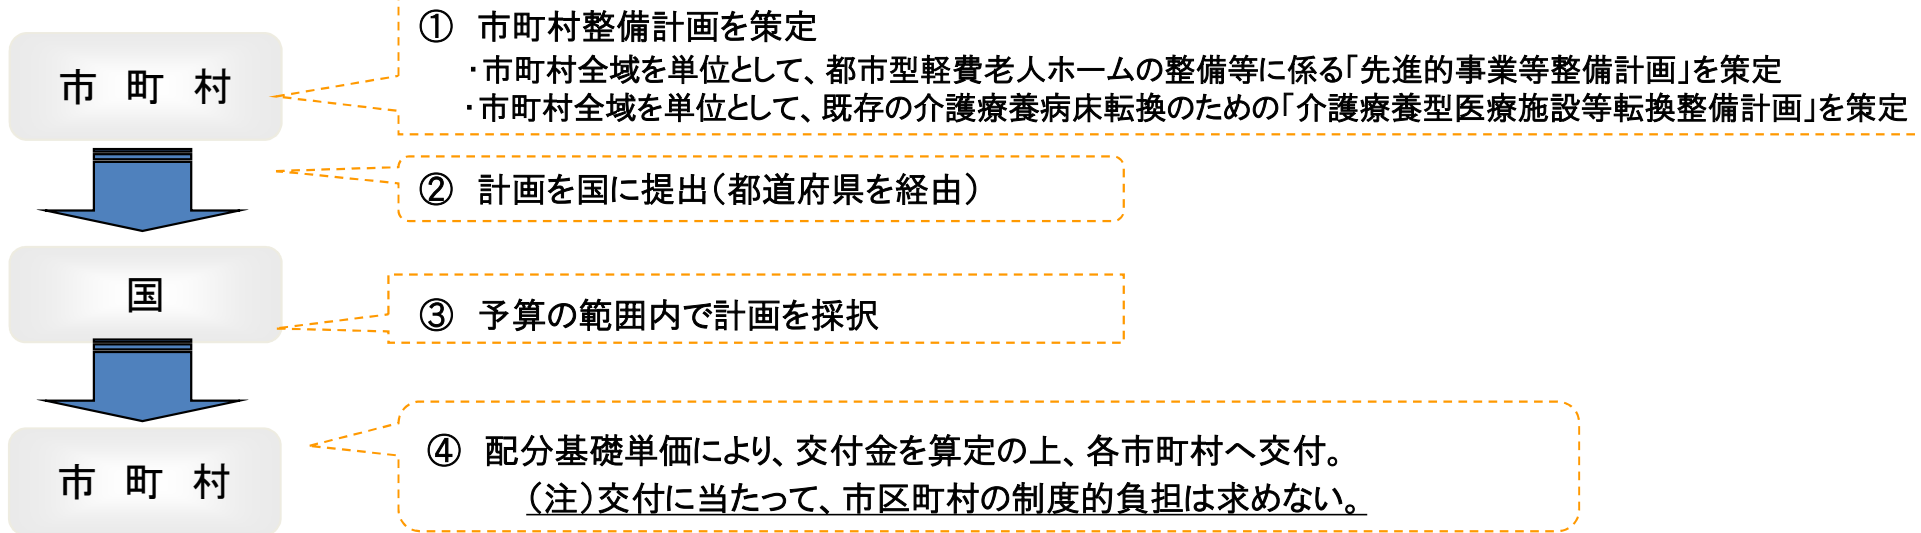 市 町 村
① 市町村整備計画を策定
・市町村全域を単位として、都市型軽費老人ホームの整備等に係る「先進的事業等整備計画」を策定
・市町村全域を単位として、既存の介護療養病床転換のための「介護療養型医療施設等転換整備計画」を策定
② 計画を国に提出（都道府県を経由）
国
③ 予算の範囲内で計画を採択
市 町 村
④ 配分基礎単価により、交付金を算定の上、各市町村へ交付。
（注）交付に当たって、市区町村の制度的負担は求めない。